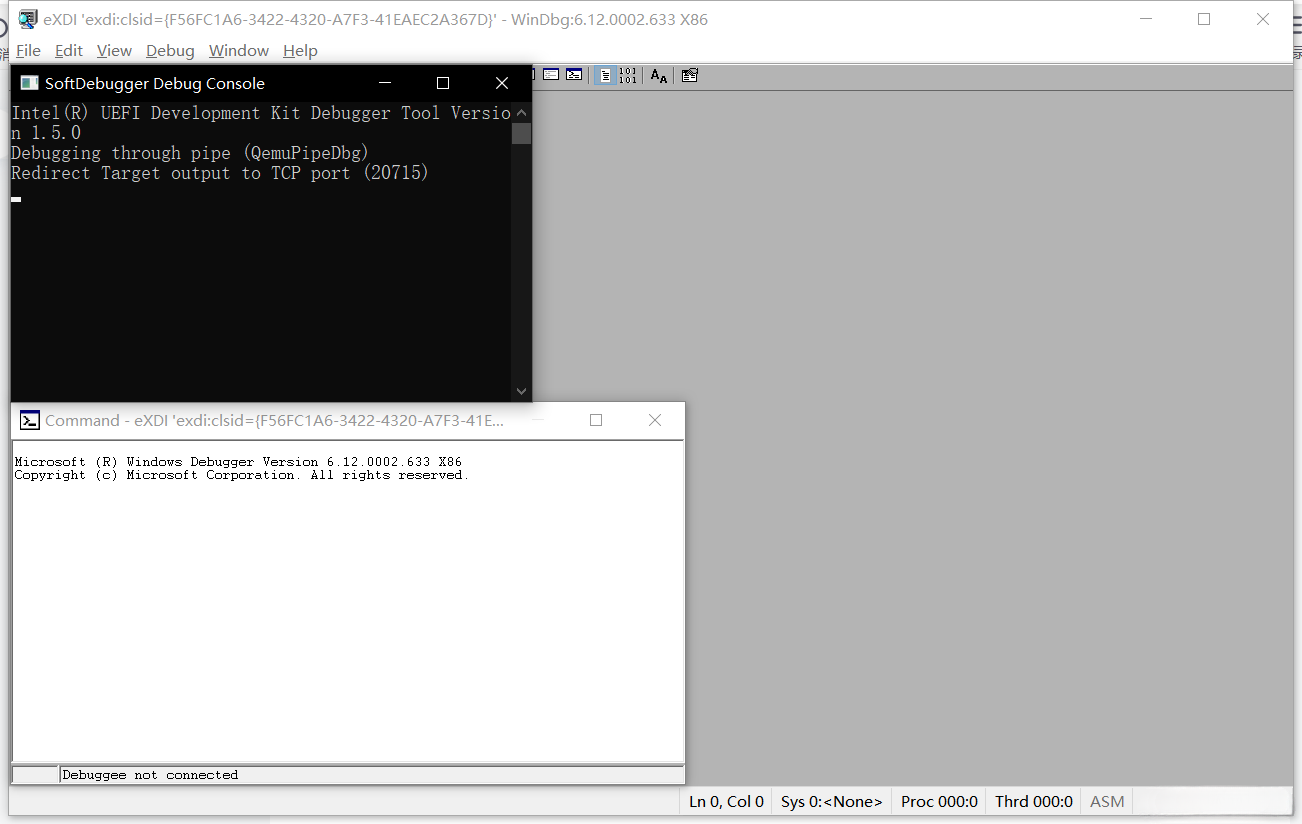 eXDI 'exdi:clsid={F56FC1A6-3422-4320-A7F3-41EAEC2A367D}' - WinDbg:6.12.0002.633 X86
File Edit View Debug Window Help
SoftDebugger Debug Console
Intel(R) UEFI Development Kit Debugger Tool Versio
n 1.5.0
Debugging through pipe (QemuPipeDbg)
Redirect Target output to TCP port (20715)
Command - eXDI 'exdi:clsid={F56FC1A6-3422-4320-A7F3-41E...
Microsoft (R) Windows Debugger Version 6.12.0002.633 X86
Copyright (c) Microsoft Corporation. All rights reserved.
Debuggee not connected
Ln 0, Col 0 Sys 0:<None> Proc 000:0 Thrd 000:0 ASM